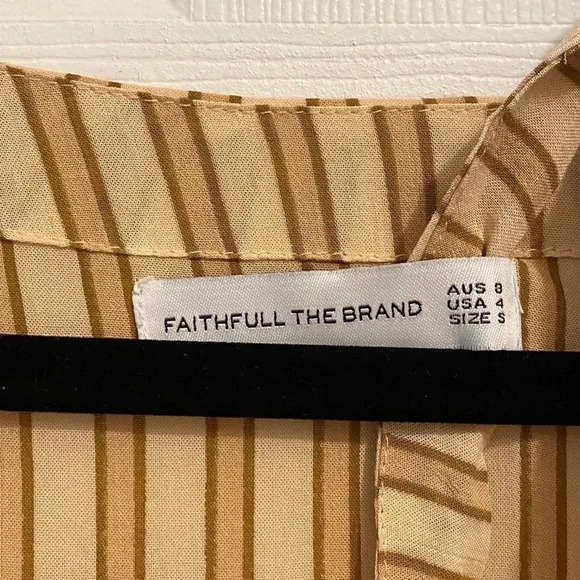 FAITHFULL THE BRAND
AUS 8
USA 4
SIZE S